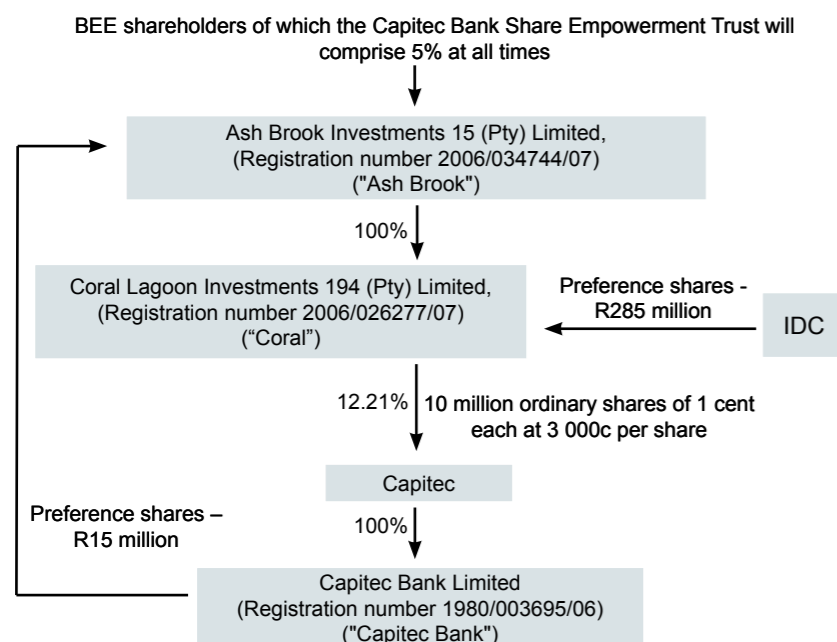 BEE shareholders of which the Capitec Bank Share Empowerment Trust will
comprise 5% at all times
Ash Brook Investments 15 (Pty) Limited,
(Registration number 2006/034744/07)
("Ash Brook")
100%
Coral Lagoon Investments 194 (Pty) Limited,
(Registration number 2006/026277/07)
(“Coral”)
Preference shares -
R285 million
IDC
12.21%
10 million ordinary shares of 1 cent
each at 3 000c per share
Capitec
Preference shares –
R15 million
100%
Capitec Bank Limited
(Registration number 1980/003695/06)
("Capitec Bank")